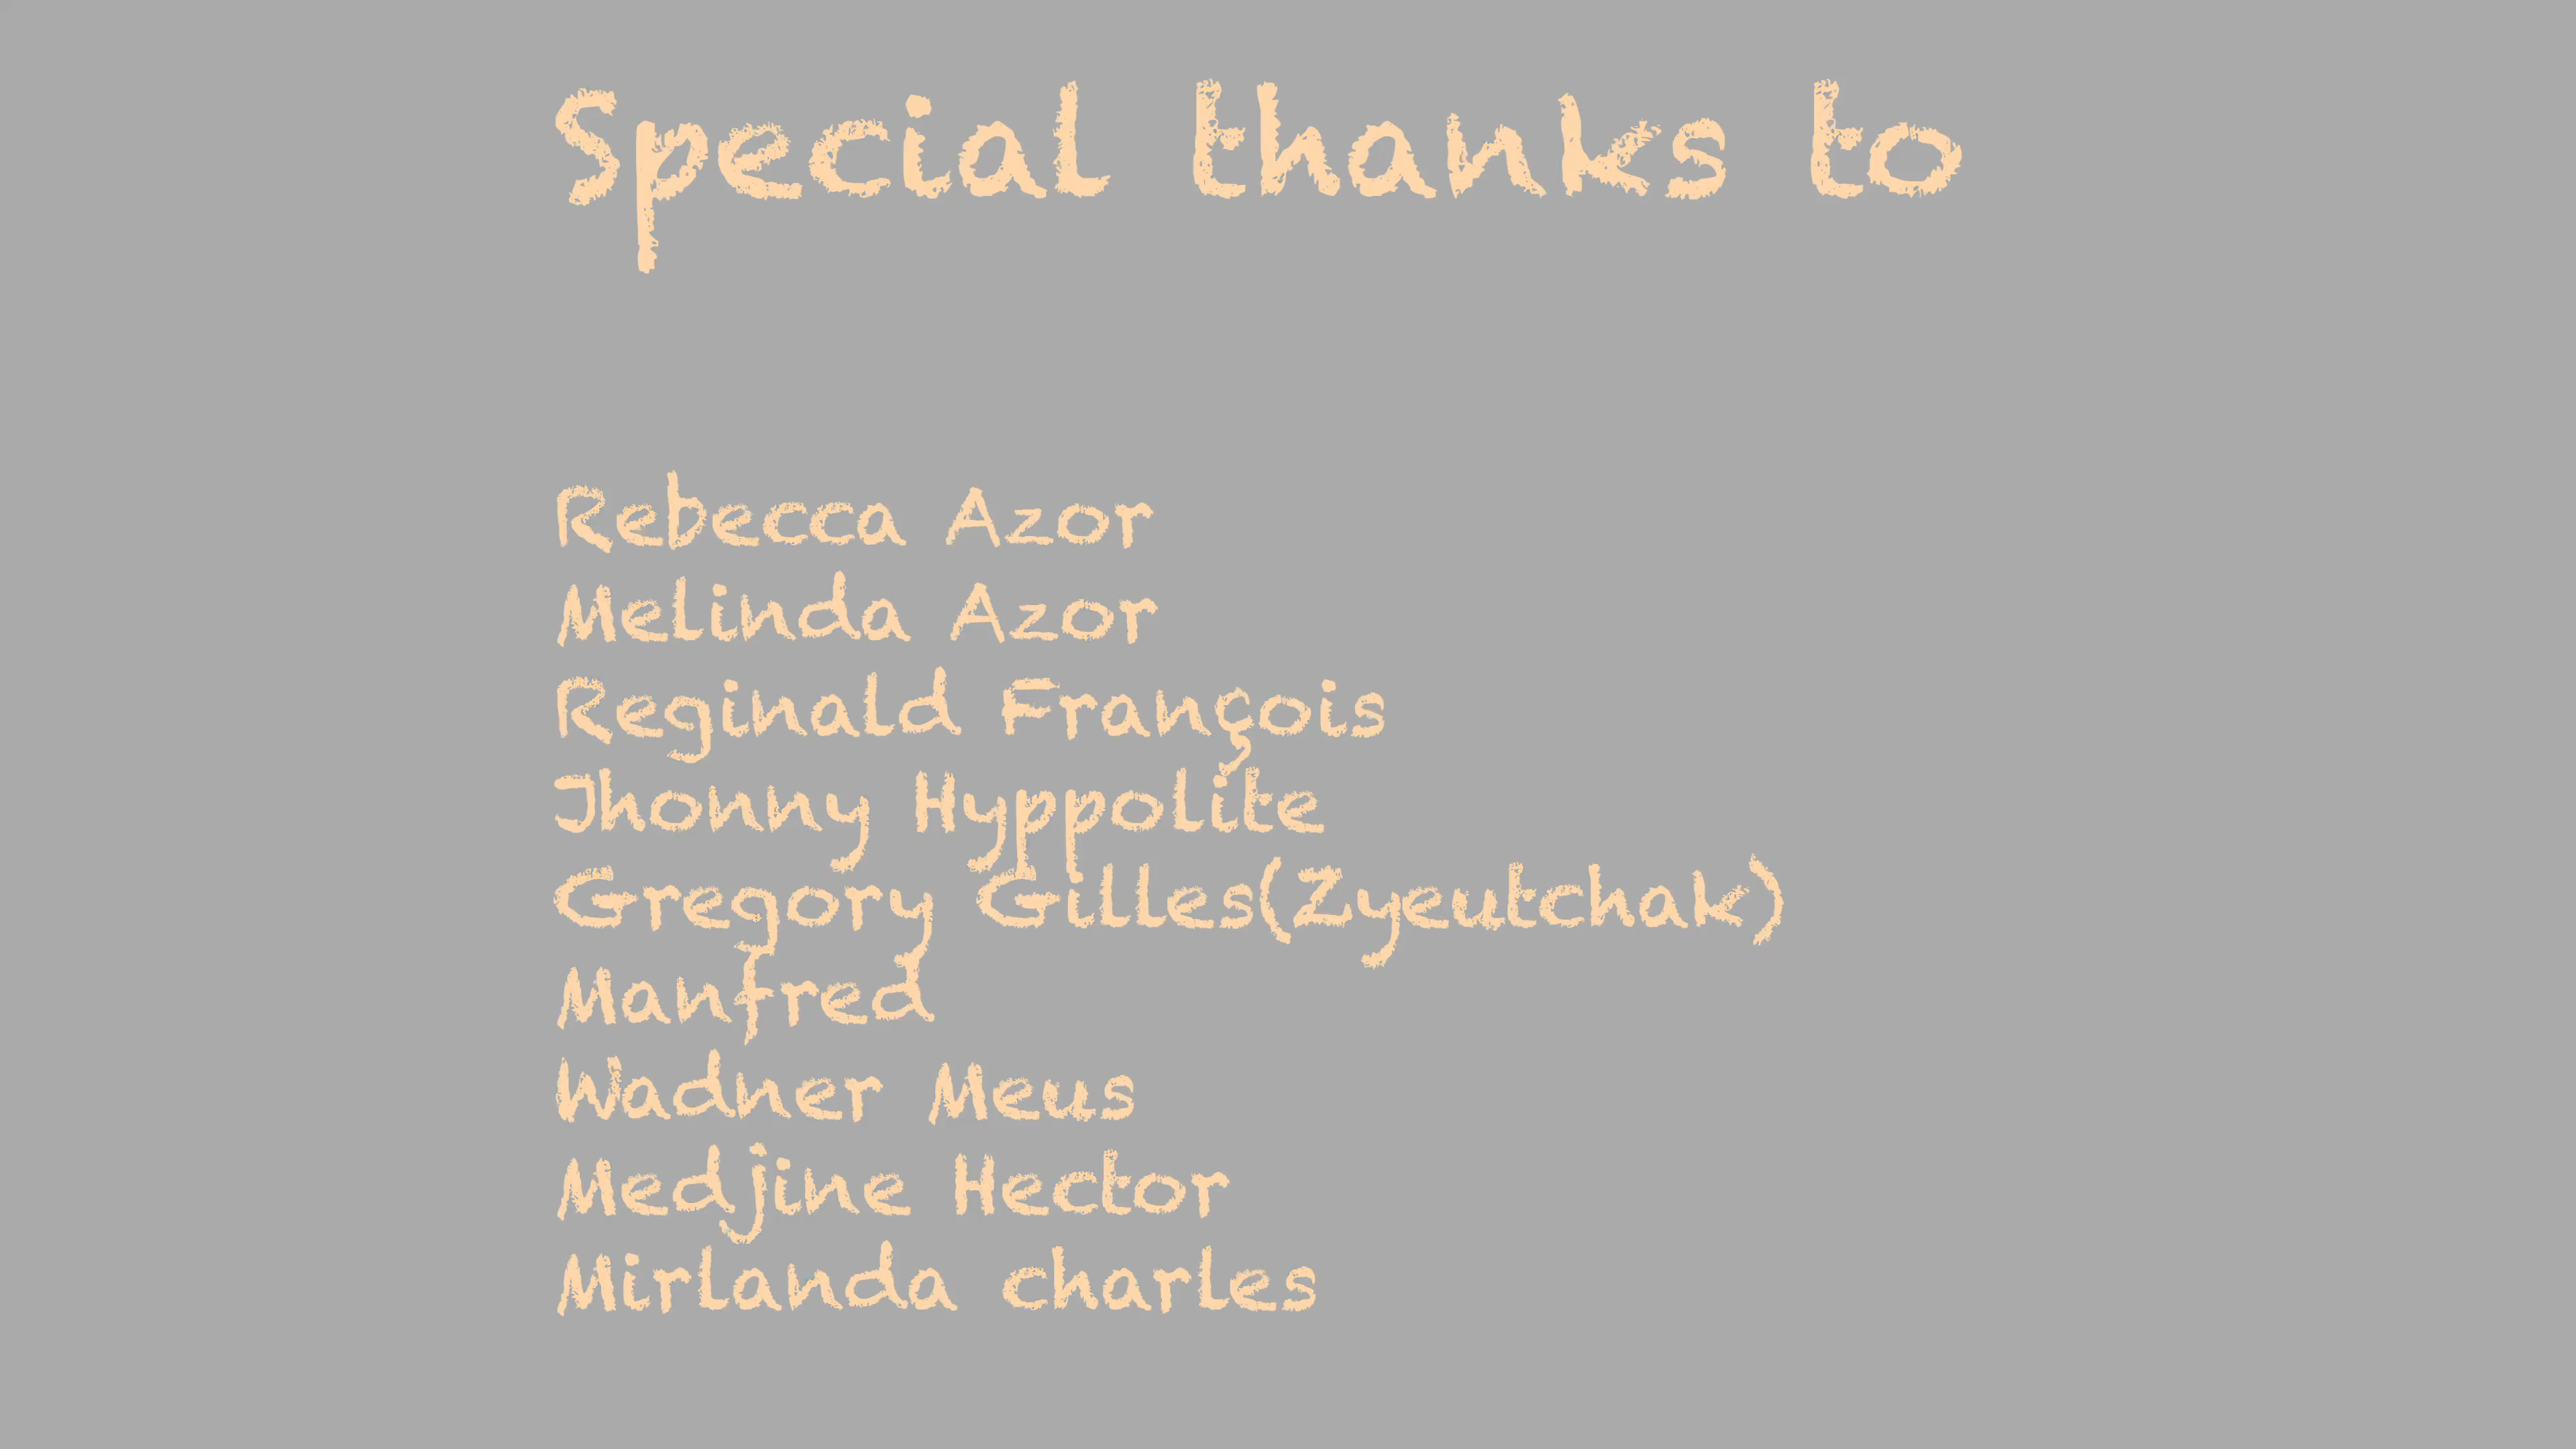 Special thanks to
Rebecca Azor
Melinda Azor
Reginald François
Jhonny Hyppolite
Gregory Gilles(Zyeutchak)
Manfred
Wadner Meus
Medjine Hector
Mirlanda charles